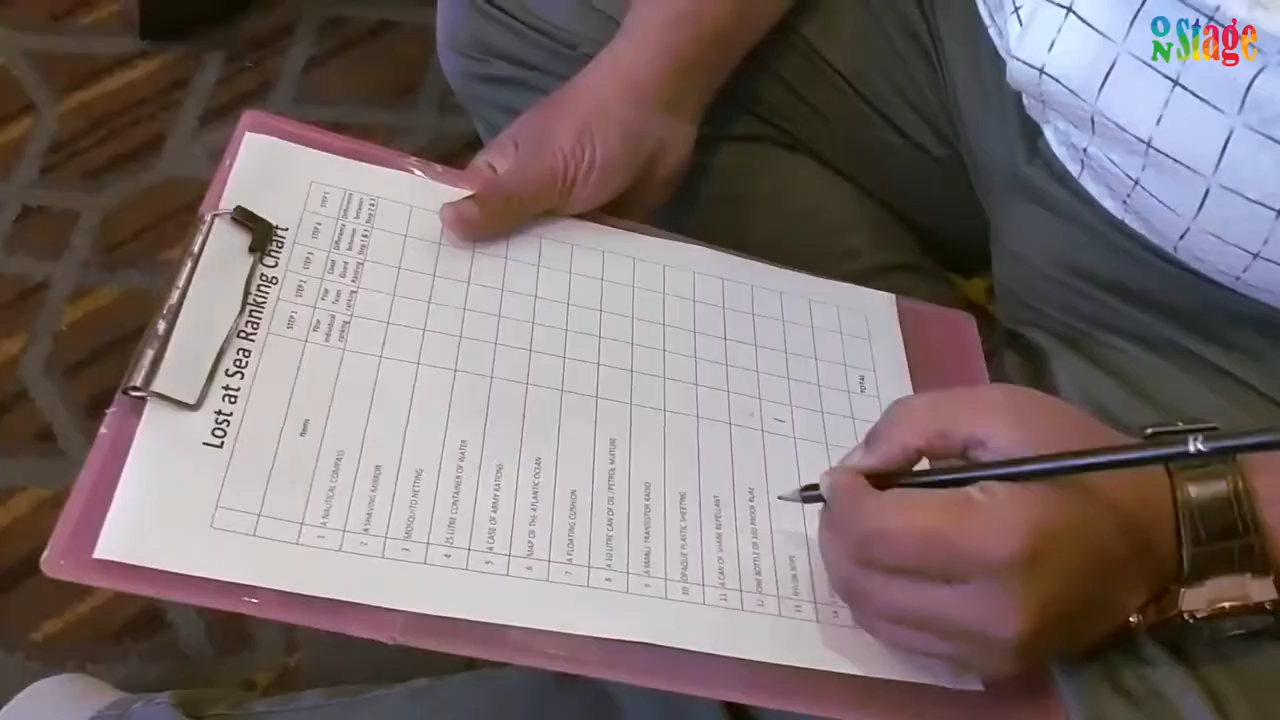 ON Stage
Lost at Sea Ranking Chart
STEP 1 STEP 2 STEP 3 STEP 4 STEP 5
Items Your Individual ranking Your Team ranking Coast Guard Ranking Difference between Step 1 & 3 Difference between Step 2 & 3
1 A NAUTICAL COMPASS
2 A SHAVING MIRROR
3 MOSQUITO NETTING
4 25 LITRE CONTAINER OF WATER
5 A CASE OF ARMY RATIONS
6 MAP OF THE ATLANTIC OCEAN
7 A FLOATING CUSHION
8 A 10 LITRE CAN OF OIL / PETROL MIXTURE
9 A SMALL TRANSISTOR RADIO
10 OPAQUE PLASTIC SHEETING
11 A CAN OF SHARK REPELLANT
12 ONE BOTTLE OF 160 PROOF RUM
13 NYLON ROPE
14
TOTAL
R